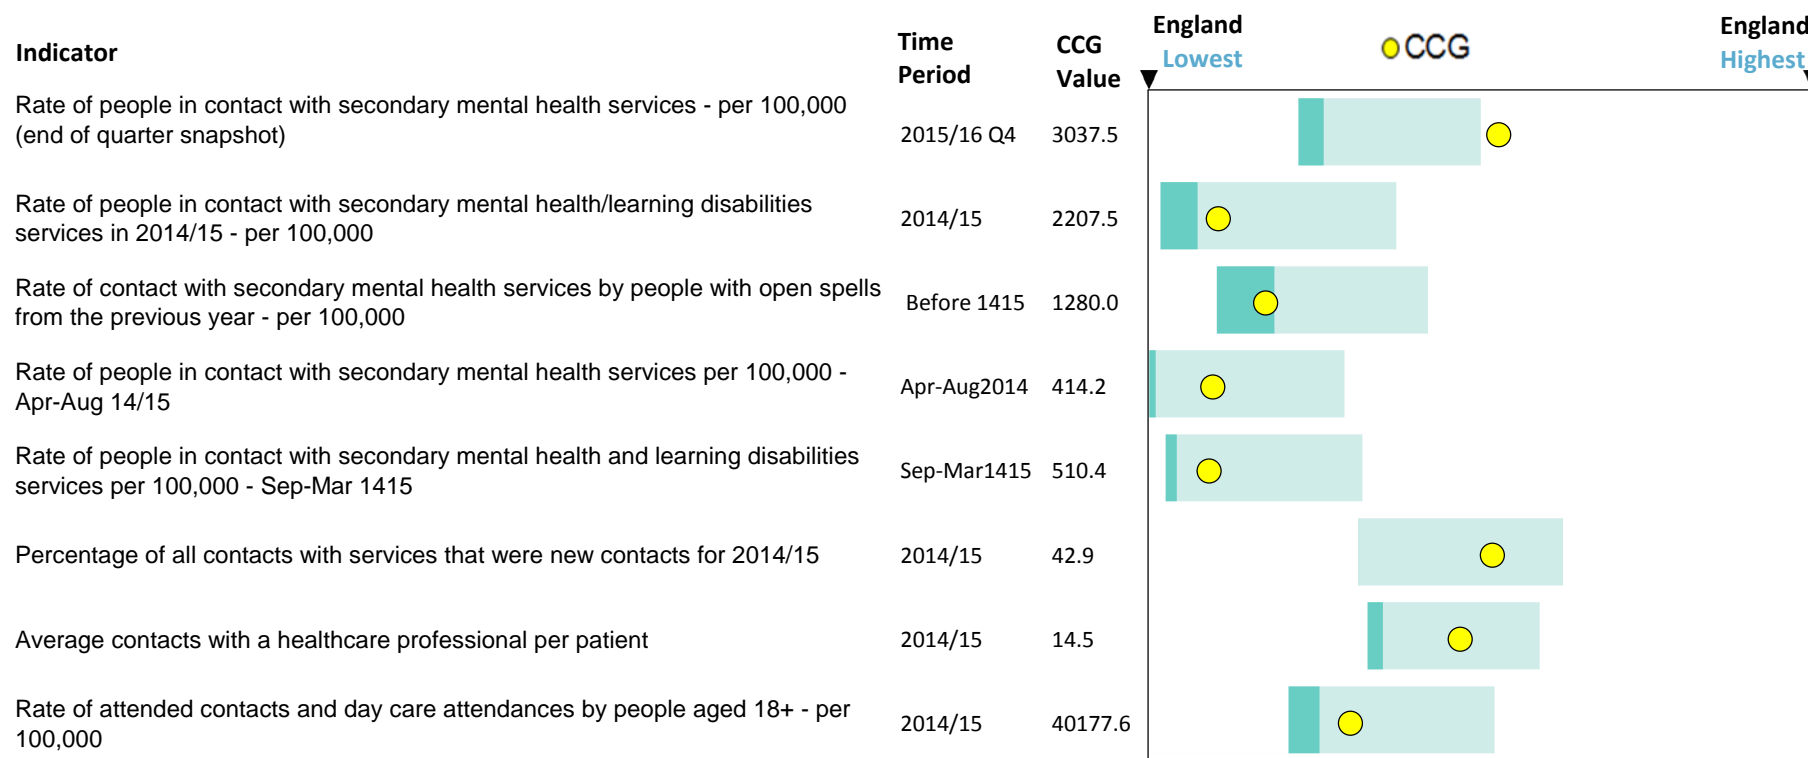 Indicator
Time
Period
CCG
Value
England
Lowest
CCG
England
Highest
Rate of people in contact with secondary mental health services - per 100,000
(end of quarter snapshot)
2015/16 Q4
3037.5
Rate of people in contact with secondary mental health/learning disabilities
services in 2014/15 - per 100,000
2014/15
2207.5
Rate of contact with secondary mental health services by people with open spells
from the previous year - per 100,000
Before 1415
1280.0
Rate of people in contact with secondary mental health services per 100,000 -
Apr-Aug 14/15
Apr-Aug2014
414.2
Rate of people in contact with secondary mental health and learning disabilities
services per 100,000 - Sep-Mar 1415
Sep-Mar1415
510.4
Percentage of all contacts with services that were new contacts for 2014/15
2014/15
42.9
Average contacts with a healthcare professional per patient
2014/15
14.5
Rate of attended contacts and day care attendances by people aged 18+ - per
100,000
2014/15
40177.6